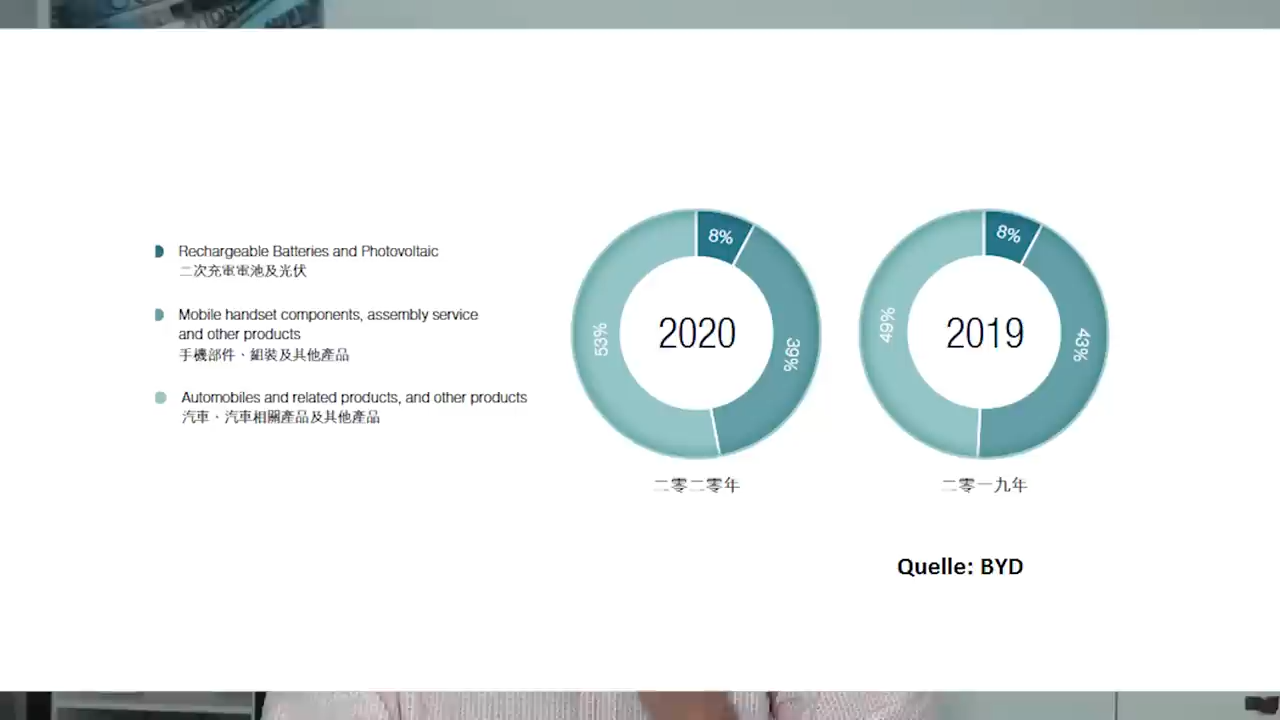 Rechargeable Batteries and Photovoltaic
二次充電電池及光伏
Mobile handset components, assembly service
and other products
手機部件、組裝及其他產品
Automobiles and related products, and other products
汽車、汽車相關產品及其他產品
8%
39%
53%
2020
二零二零年
8%
43%
49%
2019
二零一九年
Quelle: BYD